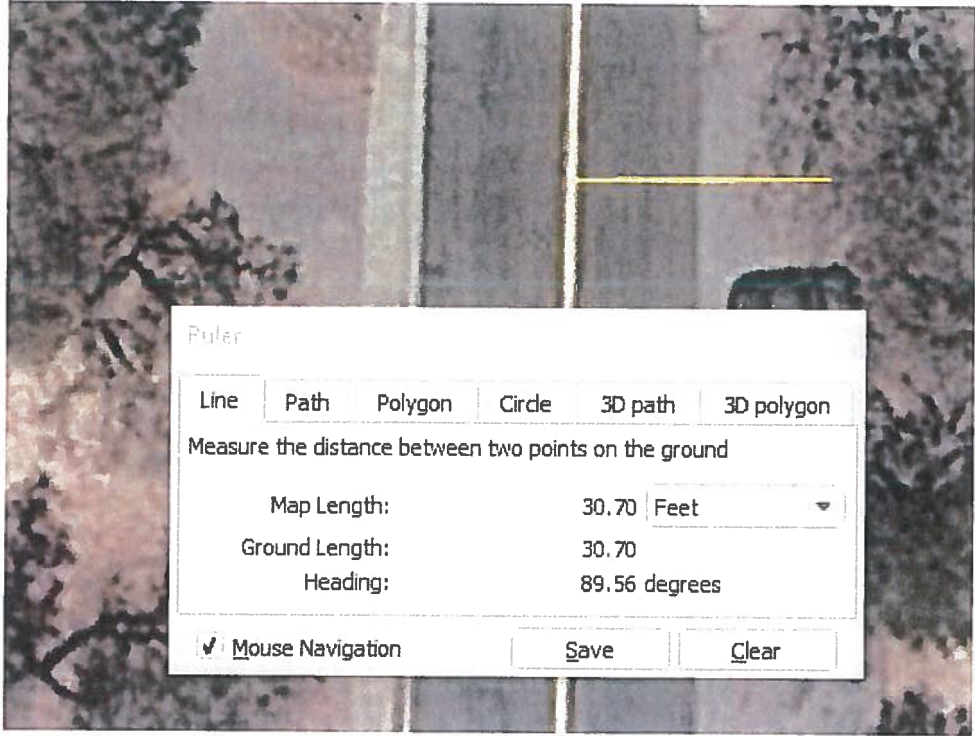 Ruler
Line Path Polygon Circle 3D path 3D polygon
Measure the distance between two points on the ground
Map Length: 30.70 Feet
Ground Length: 30.70
Heading: 89.56 degrees
Mouse Navigation Save Clear